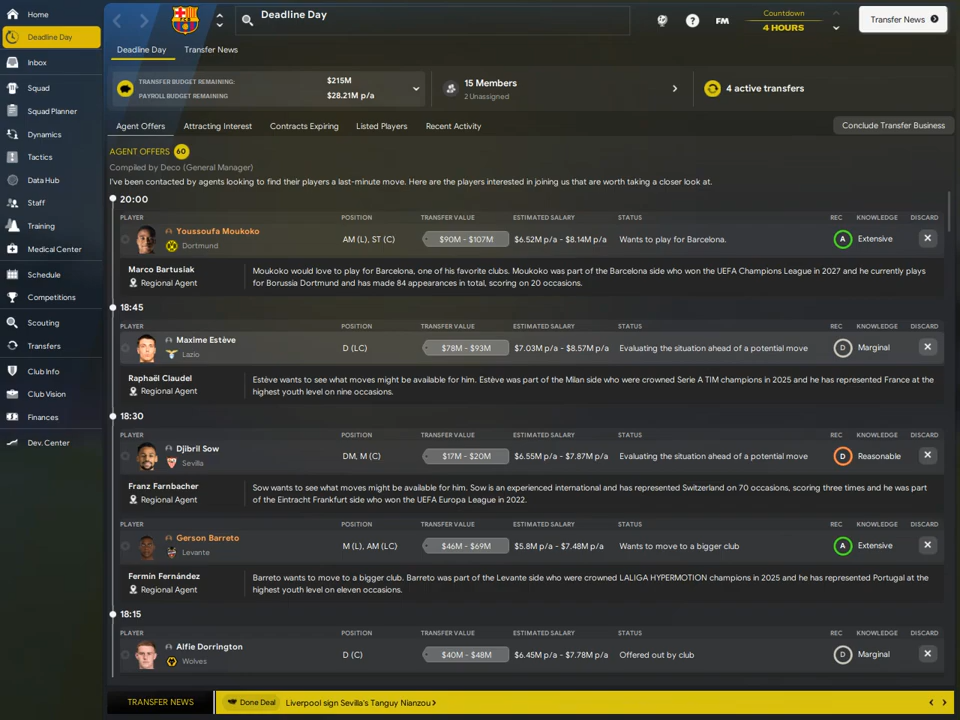 Home
Deadline Day
Inbox
Squad
Squad Planner
Dynamics
Tactics
Data Hub
Staff
Training
Medical Center
Schedule
Competitions
Scouting
Transfers
Club Info
Club Vision
Finances
Dev. Center
Deadline Day
FM
Countdown
4 HOURS
Transfer News
Deadline Day Transfer News
TRANSFER BUDGET REMAINING: $215M
PAYROLL BUDGET REMAINING $28.21M p/a
15 Members
2 Unassigned
4 active transfers
Agent Offers Attracting Interest Contracts Expiring Listed Players Recent Activity Conclude Transfer Business
AGENT OFFERS 60
Compiled by Deco (General Manager)
I've been contacted by agents looking to find their players a last-minute move. Here are the players interested in joining us that are worth taking a closer look at.
20:00
PLAYER POSITION TRANSFER VALUE ESTIMATED SALARY STATUS REC KNOWLEDGE DISCARD
Youssoufa Moukoko
Dortmund
AM (L), ST (C) $90M - $107M $6.52M p/a - $8.14M p/a Wants to play for Barcelona. A Extensive
Marco Bartusiak
Regional Agent
Moukoko would love to play for Barcelona, one of his favorite clubs. Moukoko was part of the Barcelona side who won the UEFA Champions League in 2027 and he currently plays
for Borussia Dortmund and has made 84 appearances in total, scoring on 20 occasions.
18:45
PLAYER POSITION TRANSFER VALUE ESTIMATED SALARY STATUS REC KNOWLEDGE DISCARD
Maxime Estève
Lazio
D (LC) $78M - $93M $7.03M p/a - $8.57M p/a Evaluating the situation ahead of a potential move D Marginal
Raphaël Claudel
Regional Agent
Estève wants to see what moves might be available for him. Estève was part of the Milan side who were crowned Serie A TIM champions in 2025 and he has represented France at the
highest youth level on nine occasions.
18:30
PLAYER POSITION TRANSFER VALUE ESTIMATED SALARY STATUS REC KNOWLEDGE DISCARD
Djibril Sow
Sevilla
DM, M (C) $17M - $20M $6.55M p/a - $7.87M p/a Evaluating the situation ahead of a potential move D Reasonable
Franz Farnbacher
Regional Agent
Sow wants to see what moves might be available for him. Sow is an experienced international and has represented Switzerland on 70 occasions, scoring three times and he was part
of the Eintracht Frankfurt side who won the UEFA Europa League in 2022.
PLAYER POSITION TRANSFER VALUE ESTIMATED SALARY STATUS REC KNOWLEDGE DISCARD
Gerson Barreto
Levante
M (L), AM (LC) $46M - $69M $5.8M p/a - $7.48M p/a Wants to move to a bigger club A Extensive
Fermín Fernández
Regional Agent
Barreto wants to move to a bigger club. Barreto was part of the Levante side who were crowned LALIGA HYPERMOTION champions in 2025 and he has represented Portugal at the
highest youth level on eleven occasions.
18:15
PLAYER POSITION TRANSFER VALUE ESTIMATED SALARY STATUS REC KNOWLEDGE DISCARD
Alfie Dorrington
Wolves
D (C) $40M - $48M $6.45M p/a - $7.78M p/a Offered out by club D Marginal
TRANSFER NEWS Done Deal Liverpool sign Sevilla's Tanguy Nianzou